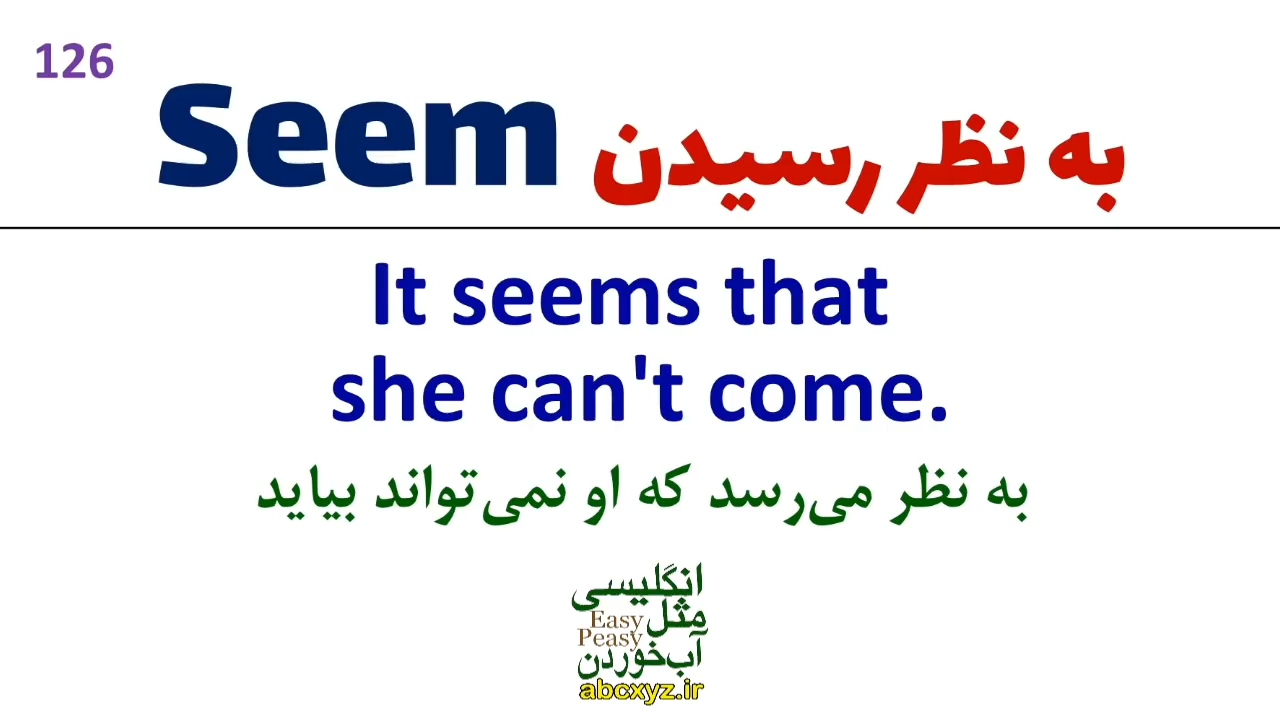 126
Seem به نظر رسیدن
It seems that
she can't come.
به نظر می‌رسد که او نمی‌تواند بیاید
انگلیسی
مثل Easy
Peasy
آب‌خوردن
abcxyz.ir